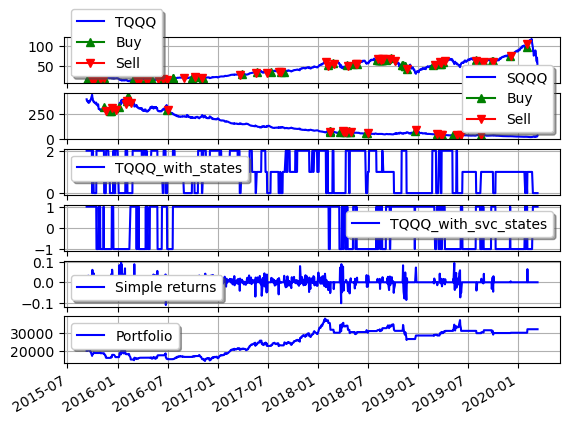 TQQQ
Buy
Sell
100
50
SQQQ
Buy
Sell
250
0
2
0
TQQQ_with_states
1
0
−1
TQQQ_with_svc_states
0.1
0.0
−0.1
Simple returns
30000
20000
Portfolio
2015-07
2016-01
2016-07
2017-01
2017-07
2018-01
2018-07
2019-01
2019-07
2020-01